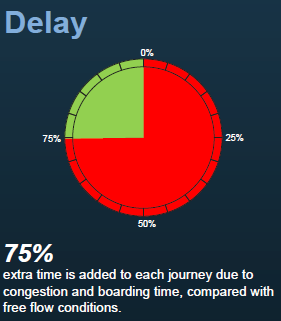 Delay
0%
75%
25%
50%
75%
extra time is added to each journey due to
congestion and boarding time, compared with
free flow conditions.